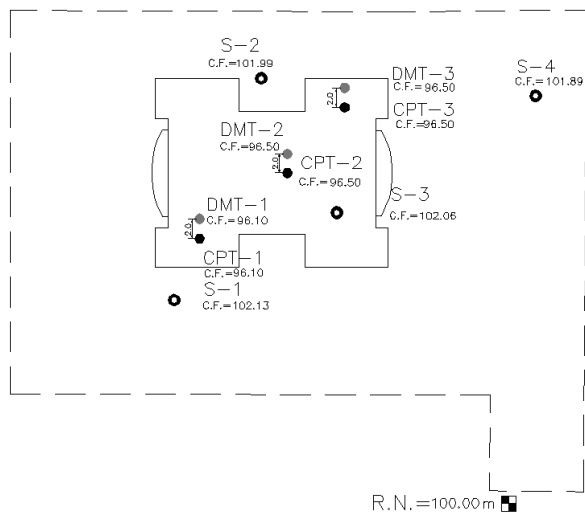 S-2
C.F.=101.99
DMT-3
C.F.=96.50
2.0
CPT-3
C.F.=96.50
S-4
C.F.=101.89
DMT-2
C.F.=96.50
2.0
CPT-2
C.F.=96.50
S-3
C.F.=102.06
DMT-1
C.F.=96.10
2.0
CPT-1
C.F.=96.10
S-1
C.F.=102.13
R.N.=100.00m